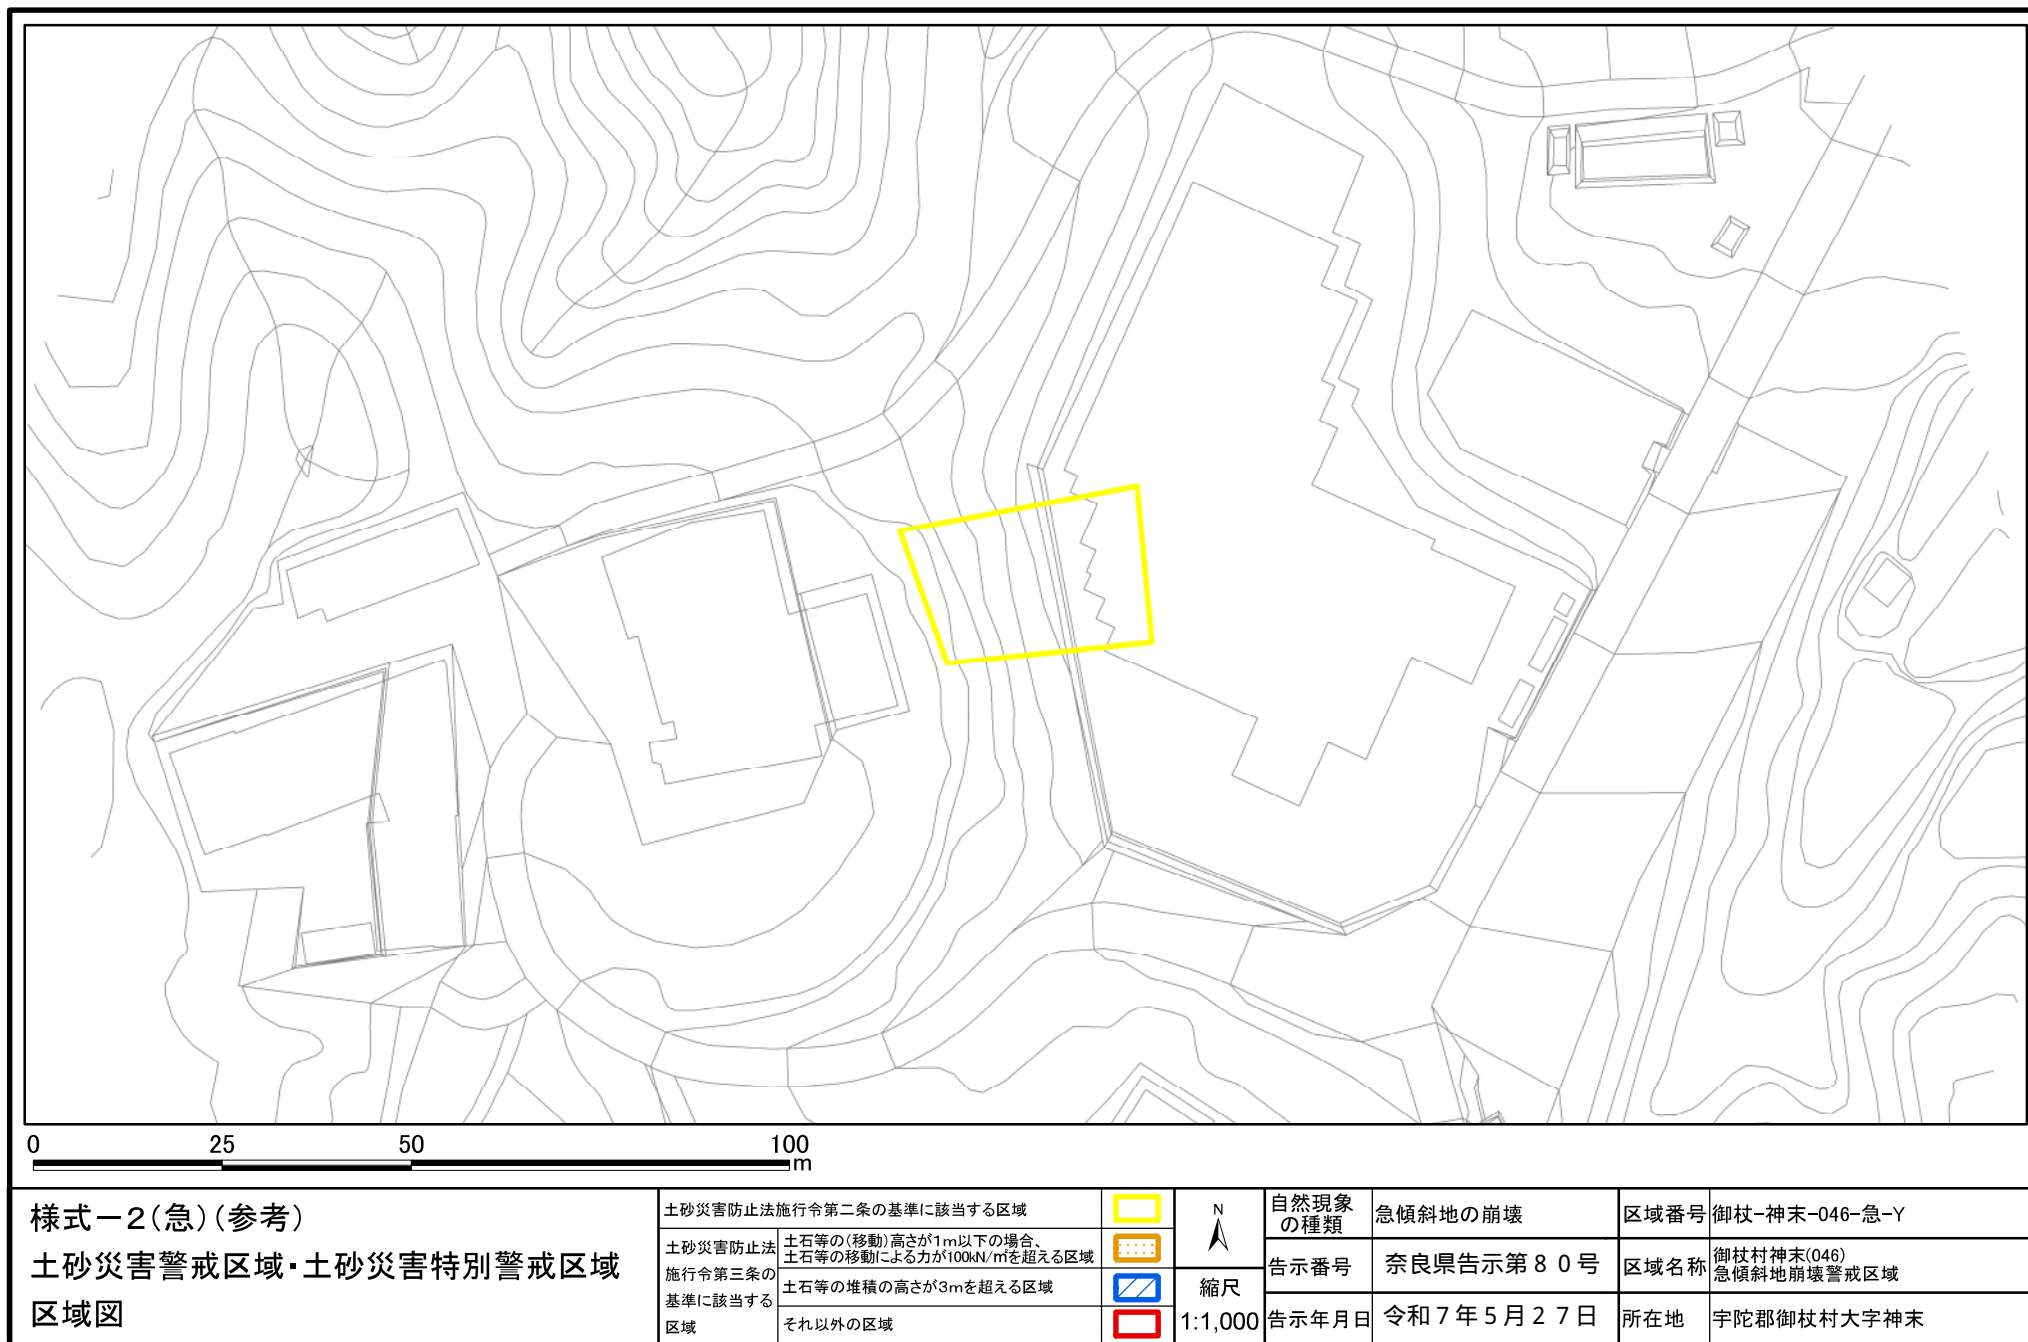 0 25 50 100
m
様式－2(急)(参考)
土砂災害警戒区域・土砂災害特別警戒区域
区域図
土砂災害防止法施行令第二条の基準に該当する区域
土砂災害防止法
施行令第三条の
基準に該当する
区域
土石等の(移動)高さが1m以下の場合、
土石等の移動による力が100kN/㎡を超える区域
土石等の堆積の高さが3mを超える区域
それ以外の区域
N
縮尺
1:1,000
自然現象
の種類
急傾斜地の崩壊
告示番号
奈良県告示第８０号
告示年月日
令和７年５月２７日
区域番号
御杖-神末-046-急-Y
区域名称
御杖村神末(046)
急傾斜地崩壊警戒区域
所在地
宇陀郡御杖村大字神末